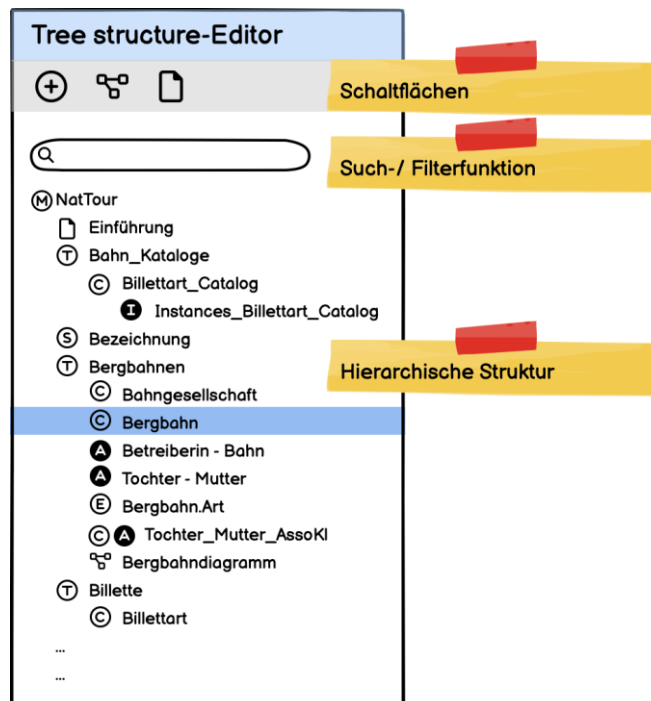 Tree structure-Editor
Schaltflächen
Such-/ Filterfunktion
M NatTour
Einführung
T Bahn_Kataloge
C Billettart_Catalog
I Instances_Billettart_Catalog
S Bezeichnung
T Bergbahnen
Hierarchische Struktur
C Bahngesellschaft
C Bergbahn
A Betreiberin - Bahn
A Tochter - Mutter
E Bergbahn.Art
C A Tochter_Mutter_AssoKl
Bergbahndiagramm
T Billette
C Billettart
...
...